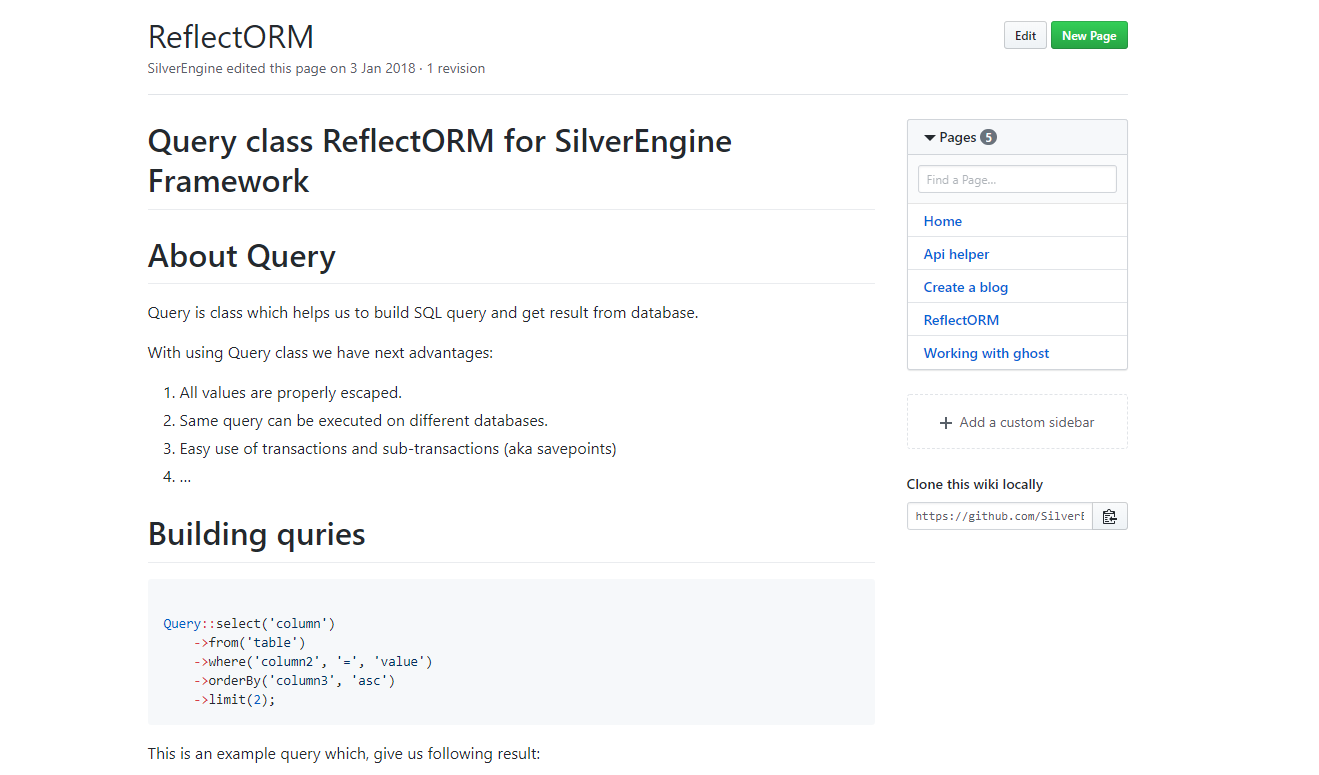 ReflectORM
Edit
New Page
SilverEngine edited this page on 3 Jan 2018 · 1 revision
Query class ReflectORM for SilverEngine
Framework
About Query
Query is class which helps us to build SQL query and get result from database.
With using Query class we have next advantages:
1. All values are properly escaped.
2. Same query can be executed on different databases.
3. Easy use of transactions and sub-transactions (aka savepoints)
4. ...
Building quries
Query::select('column')
    ->from('table')
    ->where('column2', '=', 'value')
    ->orderBy('column3', 'asc')
    ->limit(2);
This is an example query which, give us following result:
Pages 5
Find a Page...
Home
Api helper
Create a blog
ReflectORM
Working with ghost
+ Add a custom sidebar
Clone this wiki locally
https://github.com/SilverE